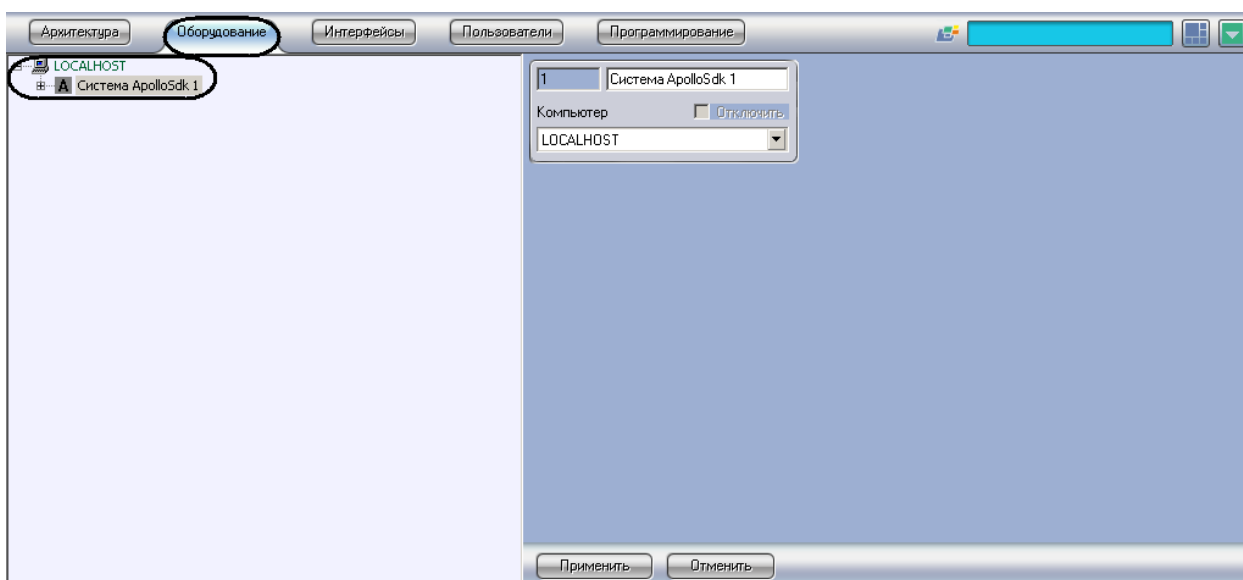 Архитектура Оборудование Интерфейсы Пользователи Программирование
LOCALHOST
A Система ApolloSdk 1
1 Система ApolloSdk 1
Компьютер Отключить
LOCALHOST
Применить Отменить